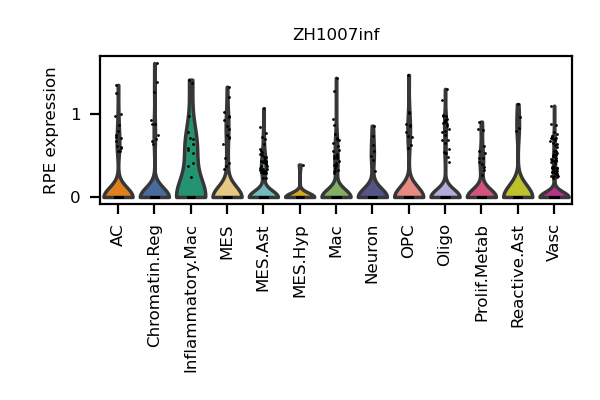 ZH1007inf
RPE expression
1
0
AC
Chromatin.Reg
Inflammatory.Mac
MES
MES.Ast
MES.Hyp
Mac
Neuron
OPC
Oligo
Prolif.Metab
Reactive.Ast
Vasc